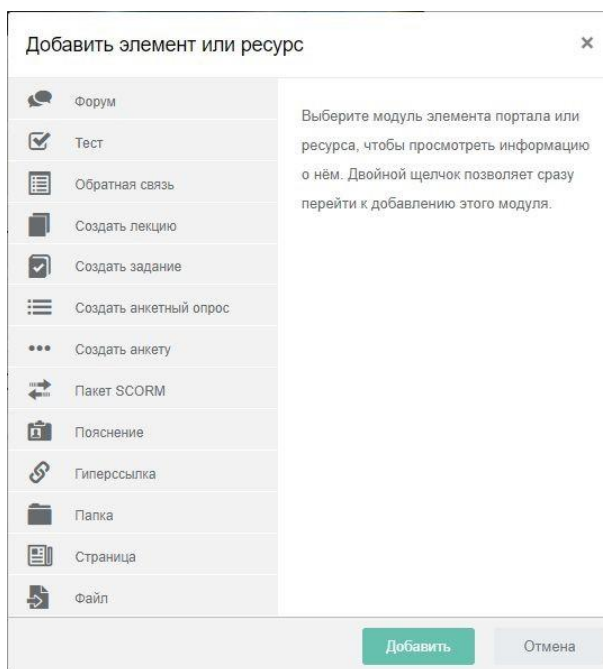 Добавить элемент или ресурс
Форум
Тест
Обратная связь
Создать лекцию
Создать задание
Создать анкетный опрос
Создать анкету
Пакет SCORM
Пояснение
Гиперссылка
Папка
Страница
Файл
Выберите модуль элемента портала или
ресурса, чтобы просмотреть информацию
о нём. Двойной щелчок позволяет сразу
перейти к добавлению этого модуля.
Добавить
Отмена